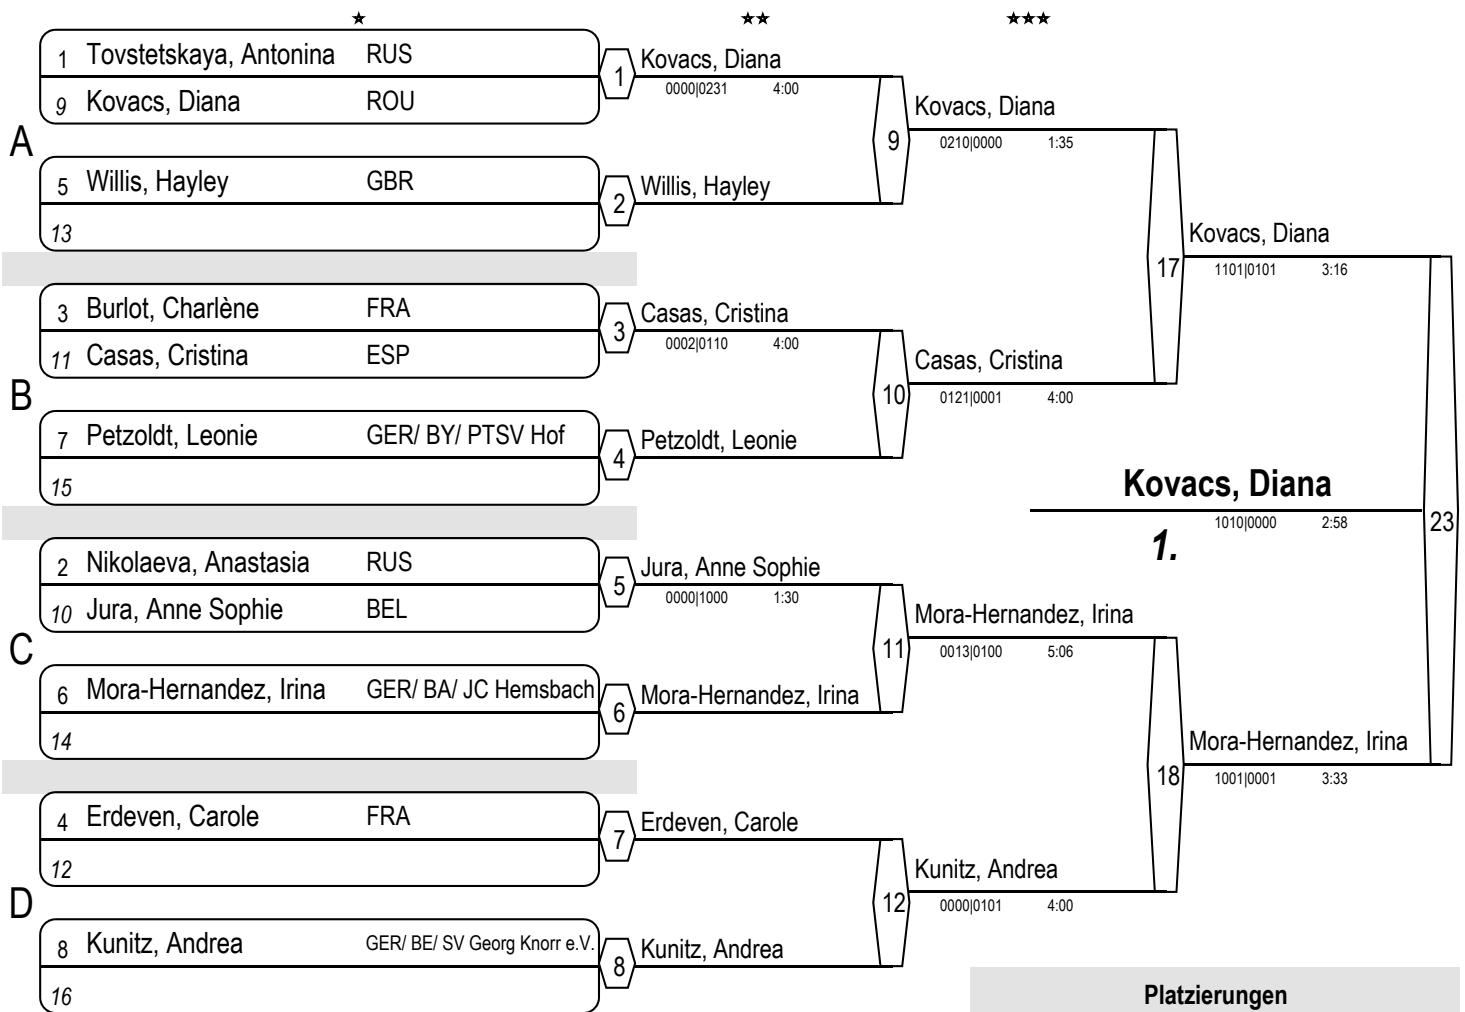 ★ ★★ ★★★
1 Tovstetskaya, Antonina RUS
9 Kovacs, Diana ROU
A
5 Willis, Hayley GBR
13
3 Burlot, Charlène FRA
11 Casas, Cristina ESP
B
7 Petzoldt, Leonie GER/ BY/ PTSV Hof
15
2 Nikolaeva, Anastasia RUS
10 Jura, Anne Sophie BEL
C
6 Mora-Hernandez, Irina GER/ BA/ JC Hemsbach
14
4 Erdeven, Carole FRA
12
D
8 Kunitz, Andrea GER/ BE/ SV Georg Knorr e.V.
16
1 Kovacs, Diana
0000|0231 4:00
2 Willis, Hayley
3 Casas, Cristina
0002|0110 4:00
4 Petzoldt, Leonie
5 Jura, Anne Sophie
0000|1000 1:30
6 Mora-Hernandez, Irina
7 Erdeven, Carole
8 Kunitz, Andrea
9 Kovacs, Diana
0210|0000 1:35
10 Casas, Cristina
0121|0001 4:00
11 Mora-Hernandez, Irina
0013|0100 5:06
12 Kunitz, Andrea
0000|0101 4:00
17 Kovacs, Diana
1101|0101 3:16
18 Mora-Hernandez, Irina
1001|0001 3:33
Kovacs, Diana
23
1010|0000 2:58
1.
Platzierungen